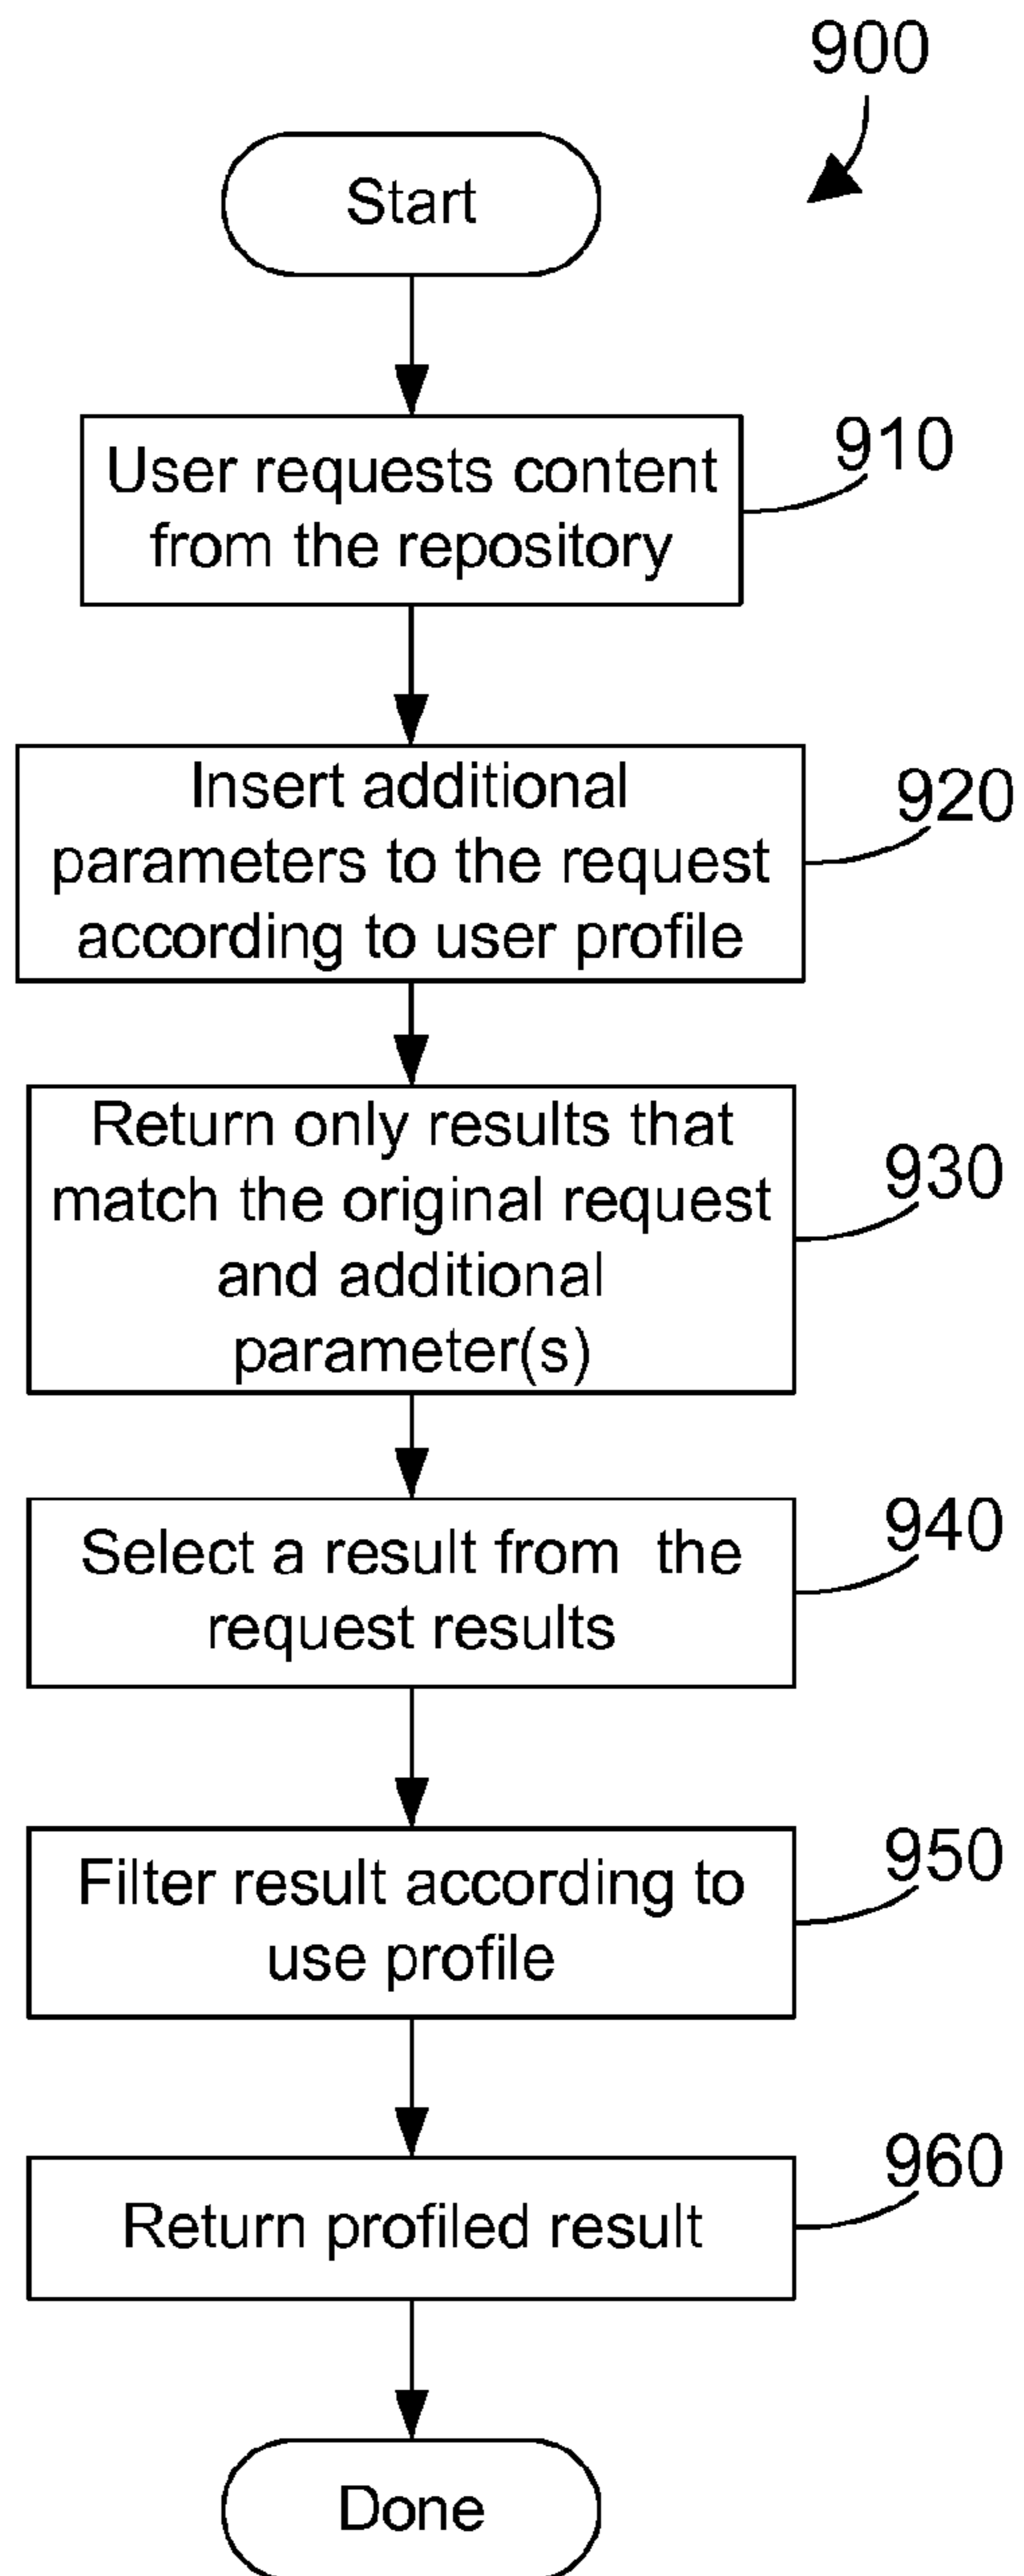 900
Start
User requests content
from the repository
910
Insert additional
parameters to the request
according to user profile
920
Return only results that
match the original request
and additional
parameter(s)
930
Select a result from the
request results
940
Filter result according to
use profile
950
Return profiled result
960
Done